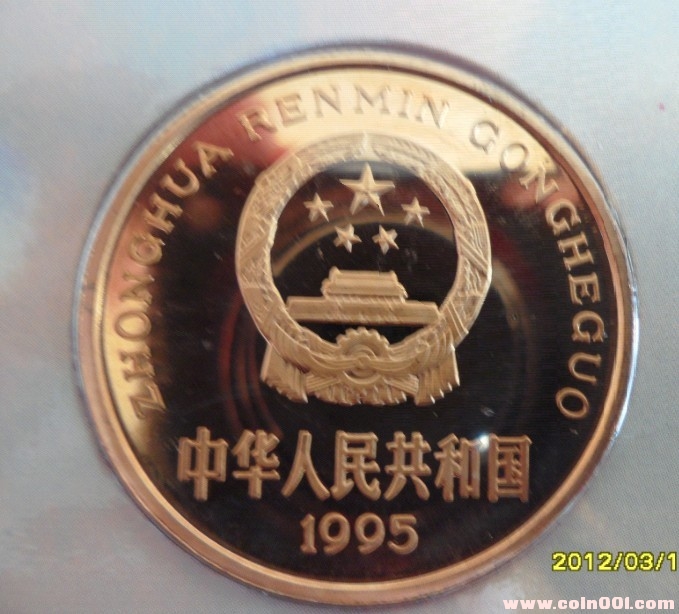 ZHONGHUA RENMIN GONGHEGUO
中华人民共和国
1995
2012/03/1
www.coin001.com